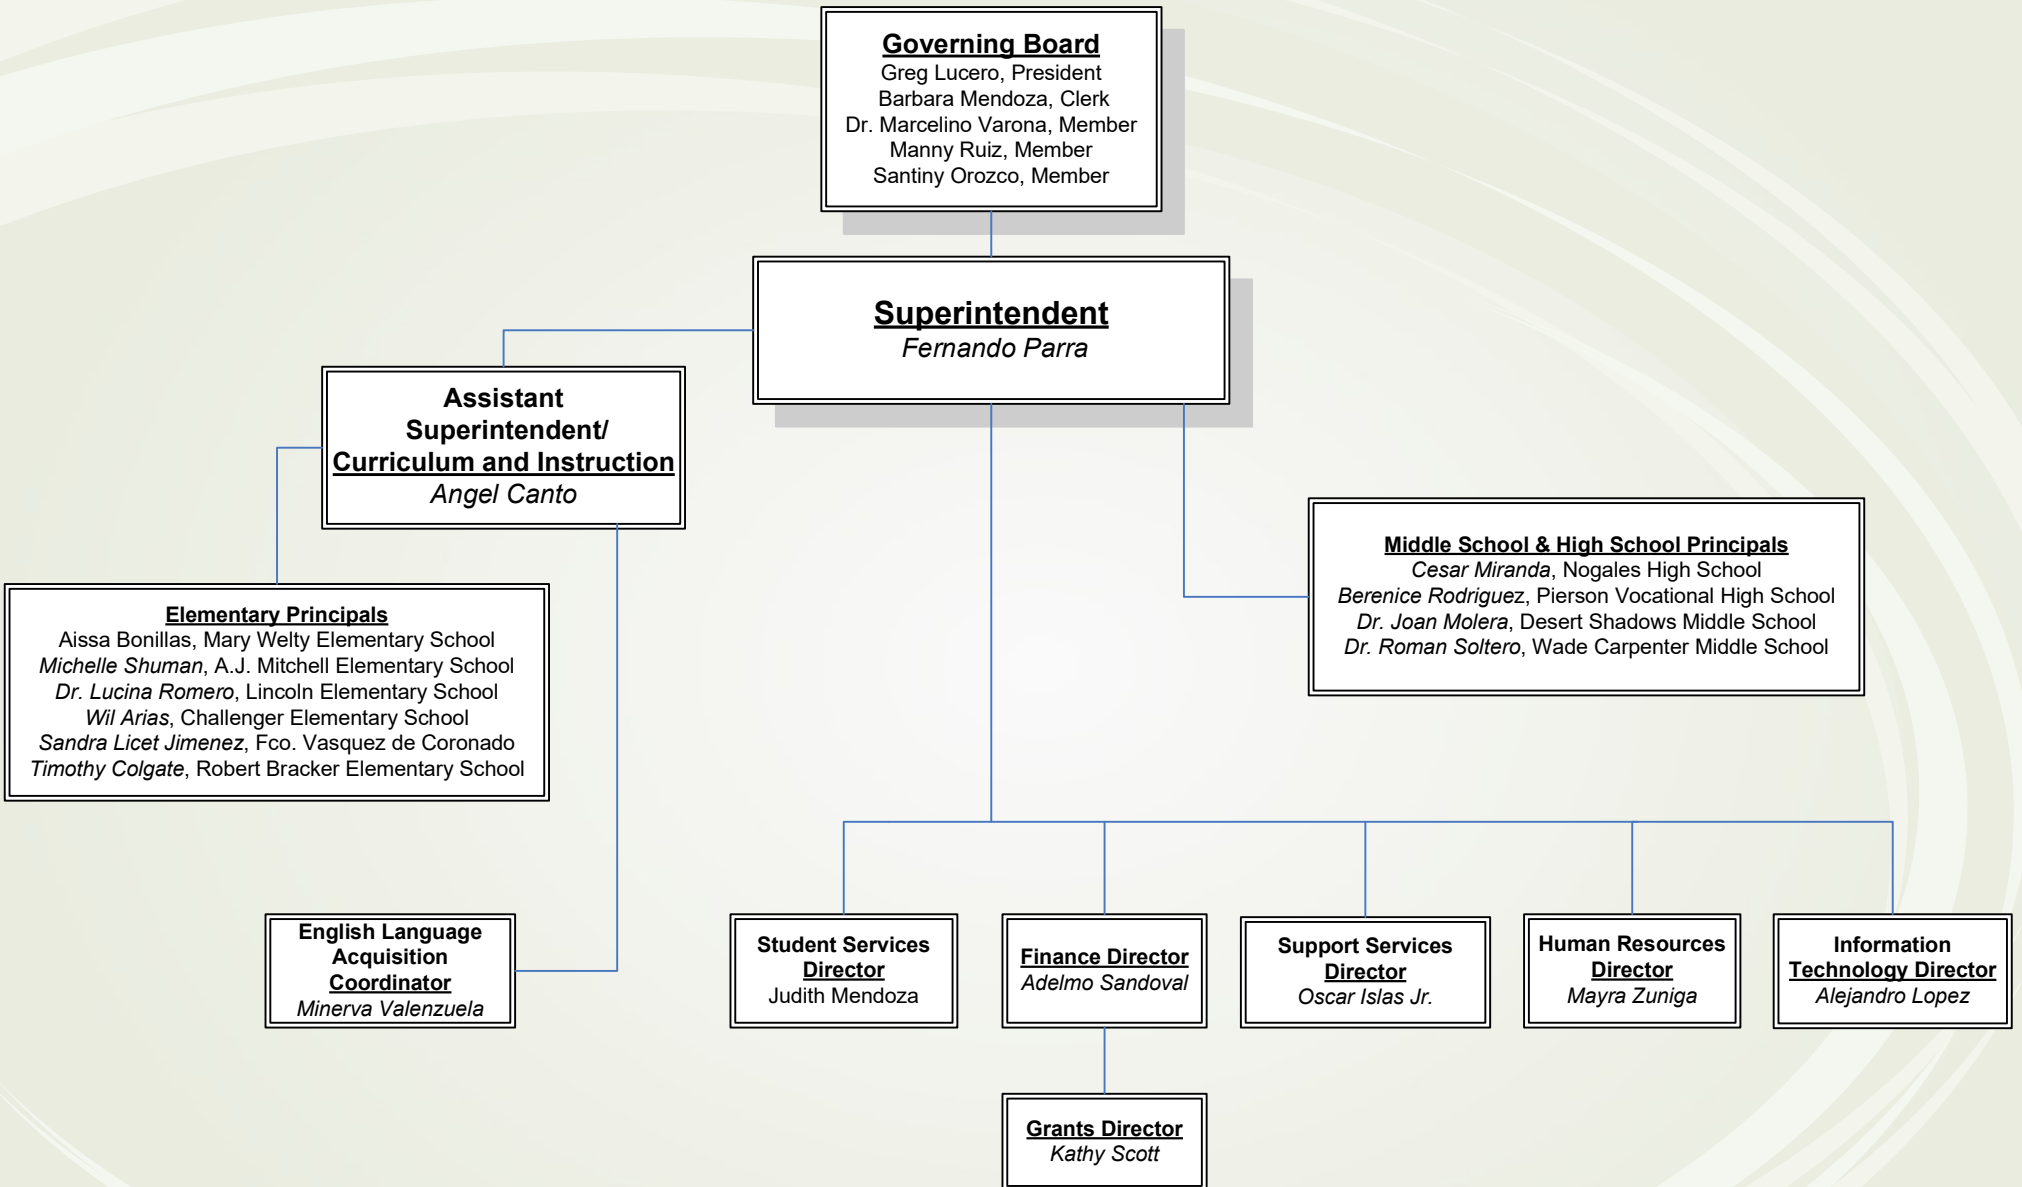 Governing Board
Greg Lucero, President
Barbara Mendoza, Clerk
Dr. Marcelino Varona, Member
Manny Ruiz, Member
Santiny Orozco, Member
Superintendent
Fernando Parra
Assistant
Superintendent/
Curriculum and Instruction
Angel Canto
Middle School & High School Principals
Cesar Miranda, Nogales High School
Berenice Rodriguez, Pierson Vocational High School
Dr. Joan Molera, Desert Shadows Middle School
Dr. Roman Soltero, Wade Carpenter Middle School
Elementary Principals
Aissa Bonillas, Mary Welty Elementary School
Michelle Shuman, A.J. Mitchell Elementary School
Dr. Lucina Romero, Lincoln Elementary School
Wil Arias, Challenger Elementary School
Sandra Licet Jimenez, Fco. Vasquez de Coronado
Timothy Colgate, Robert Bracker Elementary School
English Language
Acquisition
Coordinator
Minerva Valenzuela
Student Services
Director
Judith Mendoza
Finance Director
Adelmo Sandoval
Support Services
Director
Oscar Islas Jr.
Human Resources
Director
Mayra Zuniga
Information
Technology Director
Alejandro Lopez
Grants Director
Kathy Scott